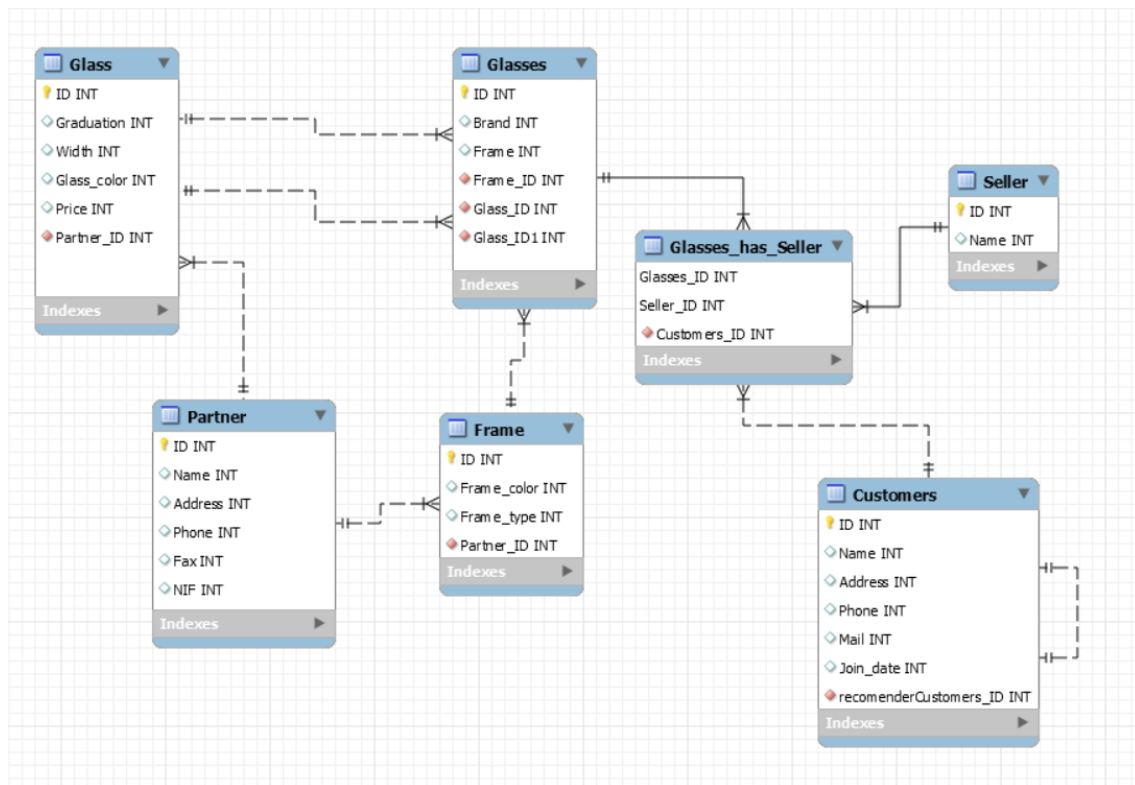 Glass
ID INT
Graduation INT
Width INT
Glass_color INT
Price INT
Partner_ID INT
Indexes
Glasses
ID INT
Brand INT
Frame INT
Frame_ID INT
Glass_ID INT
Glass_ID1 INT
Indexes
Seller
ID INT
Name INT
Indexes
Glasses_has_Seller
Glasses_ID INT
Seller_ID INT
Customers_ID INT
Indexes
Partner
ID INT
Name INT
Address INT
Phone INT
Fax INT
NIF INT
Indexes
Frame
ID INT
Frame_color INT
Frame_type INT
Partner_ID INT
Indexes
Customers
ID INT
Name INT
Address INT
Phone INT
Mail INT
Join_date INT
recomenderCustomers_ID INT
Indexes